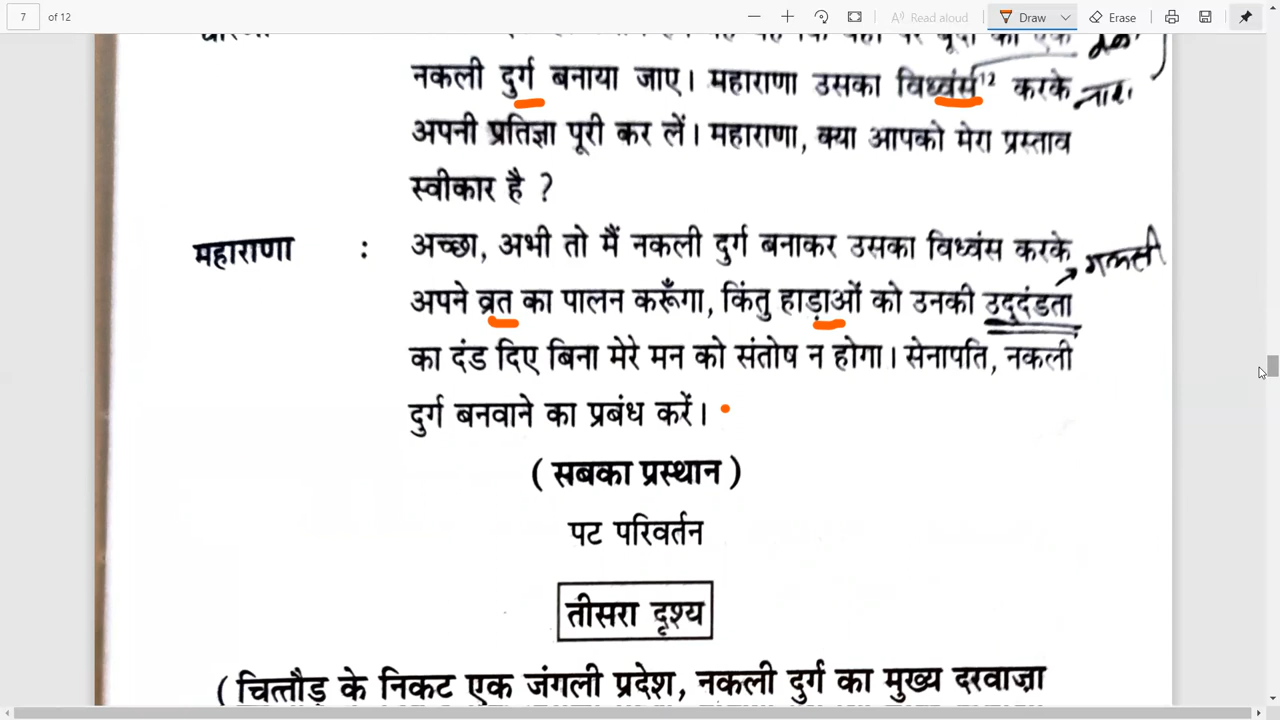 7 of 12
Read aloud
Draw
Erase
नकली दुर्ग बनाया जाए। महाराणा उसका विध्वंस¹² करके
अपनी प्रतिज्ञा पूरी कर लें। महाराणा, क्या आपको मेरा प्रस्ताव
स्वीकार है ?
महाराणा : अच्छा, अभी तो मैं नकली दुर्ग बनाकर उसका विध्वंस करके
गलती
अपने व्रत का पालन करूँगा, किंतु हाड़ाओं को उनकी उद्दंडता
का दंड दिए बिना मेरे मन को संतोष न होगा। सेनापति, नकली
दुर्ग बनवाने का प्रबंध करें।
( सबका प्रस्थान )
पट परिवर्तन
तीसरा दृश्य
( चित्तौड़ के निकट एक जंगली प्रदेश, नकली दुर्ग का मुख्य दरवाज़ा